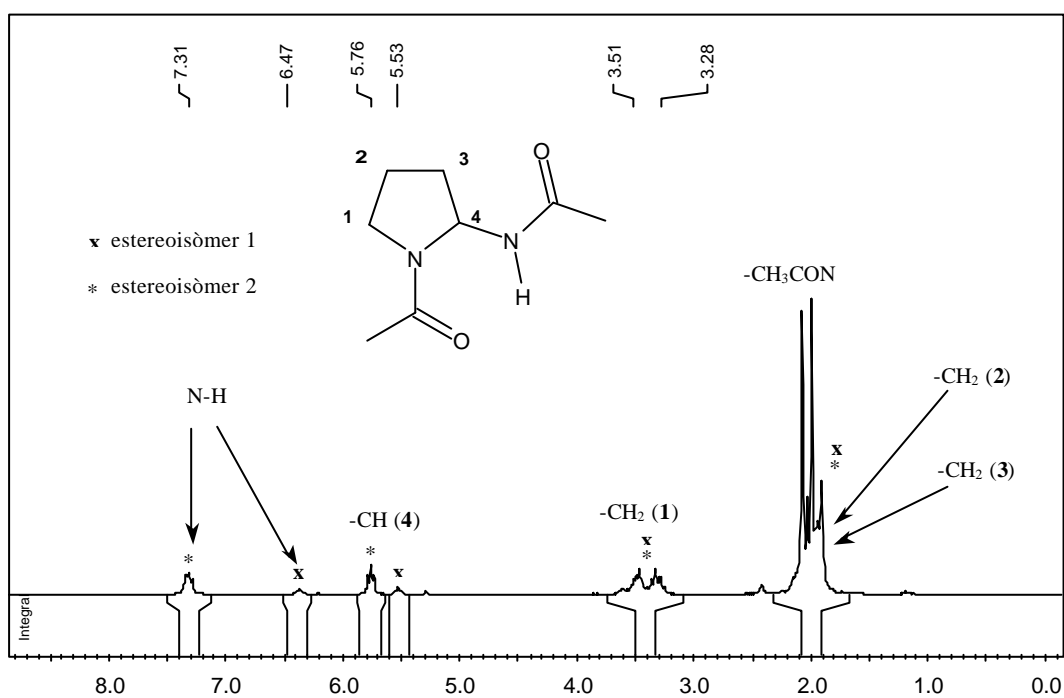 7.31 6.47 5.76 5.53 3.51 3.28
2 3 O
1 4 N
N H
O
x estereoisòmer 1
* estereoisòmer 2
-CH₃CON
N-H
-CH₂ (2)
x
*
-CH₂ (3)
-CH (4)
-CH₂ (1)
* x * x x *
Integra
8.0 7.0 6.0 5.0 4.0 3.0 2.0 1.0 0.0